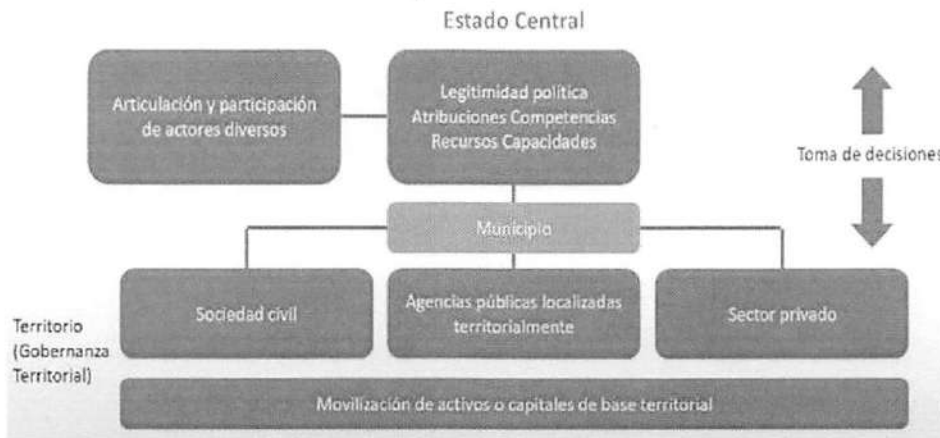 Estado Central
Articulación y participación
de actores diversos
Legitimidad política
Atribuciones Competencias
Recursos Capacidades
Toma de decisiones
Municipio
Sociedad civil
Agencias públicas localizadas
territorialmente
Sector privado
Territorio
(Gobernanza
Territorial)
Movilización de activos o capitales de base territorial